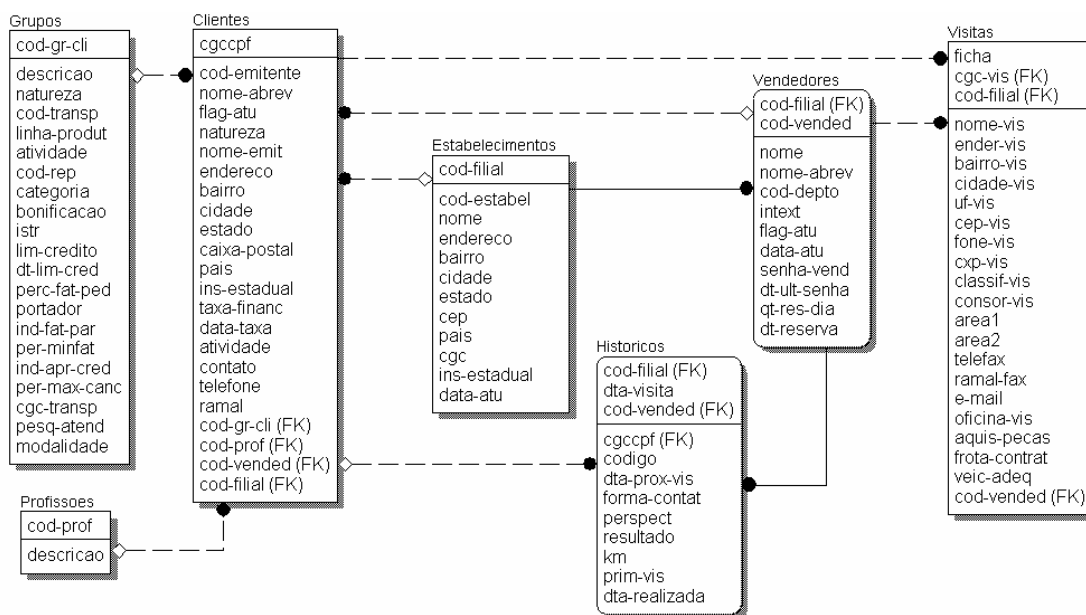 Grupos
cod-gr-cli
descricao
natureza
cod-transp
linha-produt
atividade
cod-rep
categoria
bonificacao
istr
lim-credito
dt-lim-cred
perc-fat-ped
portador
ind-fat-par
per-minfat
ind-apr-cred
per-max-canc
cgc-transp
pesq-atend
modalidade
Profissoes
cod-prof
descricao
Clientes
cgccpf
cod-emitente
nome-abrev
flag-atu
natureza
nome-emit
endereco
bairro
cidade
estado
caixa-postal
pais
ins-estadual
taxa-financ
data-taxa
atividade
contato
telefone
ramal
cod-gr-cli (FK)
cod-prof (FK)
cod-vended (FK)
cod-filial (FK)
Estabelecimentos
cod-filial
cod-estabel
nome
endereco
bairro
cidade
estado
cep
pais
cgc
ins-estadual
data-atu
Historicos
cod-filial (FK)
dta-visita
cod-vended (FK)
cgccpf (FK)
codigo
dta-prox-vis
forma-contat
perspect
resultado
km
prim-vis
dta-realizada
Vendedores
cod-filial (FK)
cod-vended
nome
nome-abrev
cod-depto
intext
flag-atu
data-atu
senha-vend
dt-ult-senha
qt-res-dia
dt-reserva
Visitas
ficha
cgc-vis (FK)
cod-filial (FK)
nome-vis
ender-vis
bairro-vis
cidade-vis
uf-vis
cep-vis
fone-vis
cxp-vis
classif-vis
consor-vis
area1
area2
telefax
ramal-fax
e-mail
oficina-vis
aquis-pecas
frota-contrat
veic-adeq
cod-vended (FK)